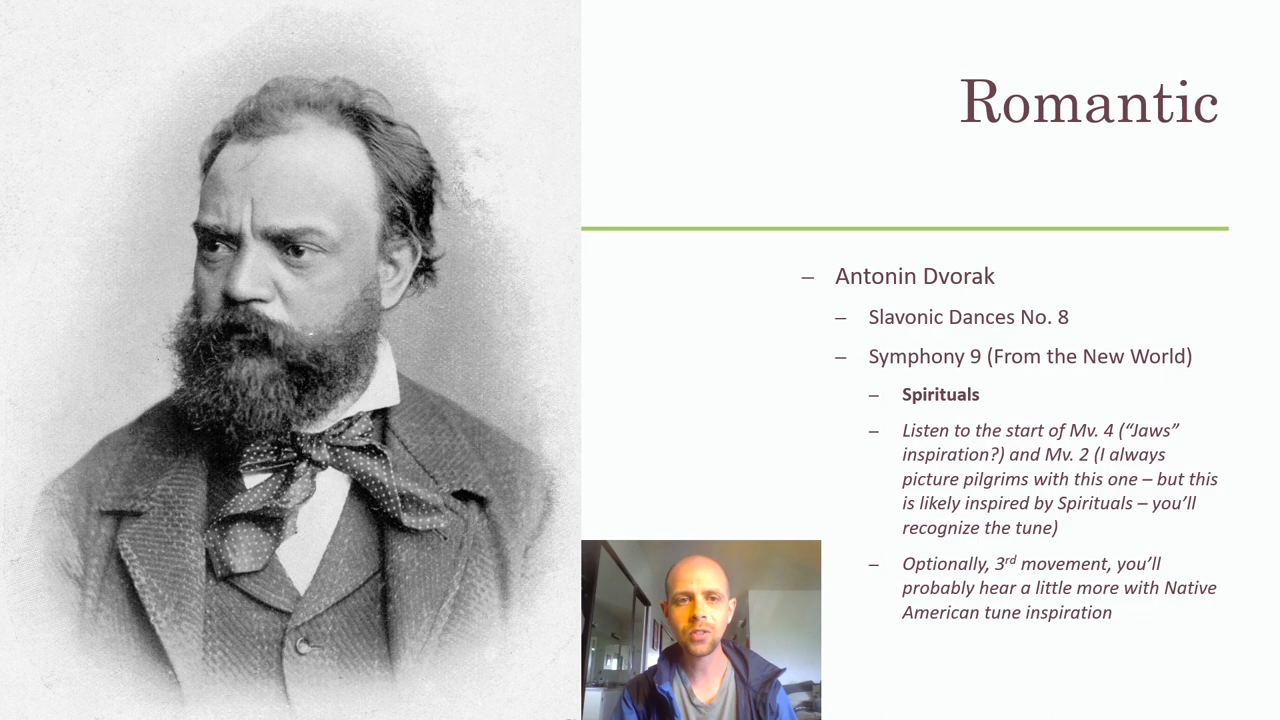 Romantic
– Antonin Dvorak
– Slavonic Dances No. 8
– Symphony 9 (From the New World)
– Spirituals
– Listen to the start of Mv. 4 (“Jaws”
inspiration?) and Mv. 2 (I always
picture pilgrims with this one – but this
is likely inspired by Spirituals – you’ll
recognize the tune)
– Optionally, 3rd movement, you’ll
probably hear a little more with Native
American tune inspiration